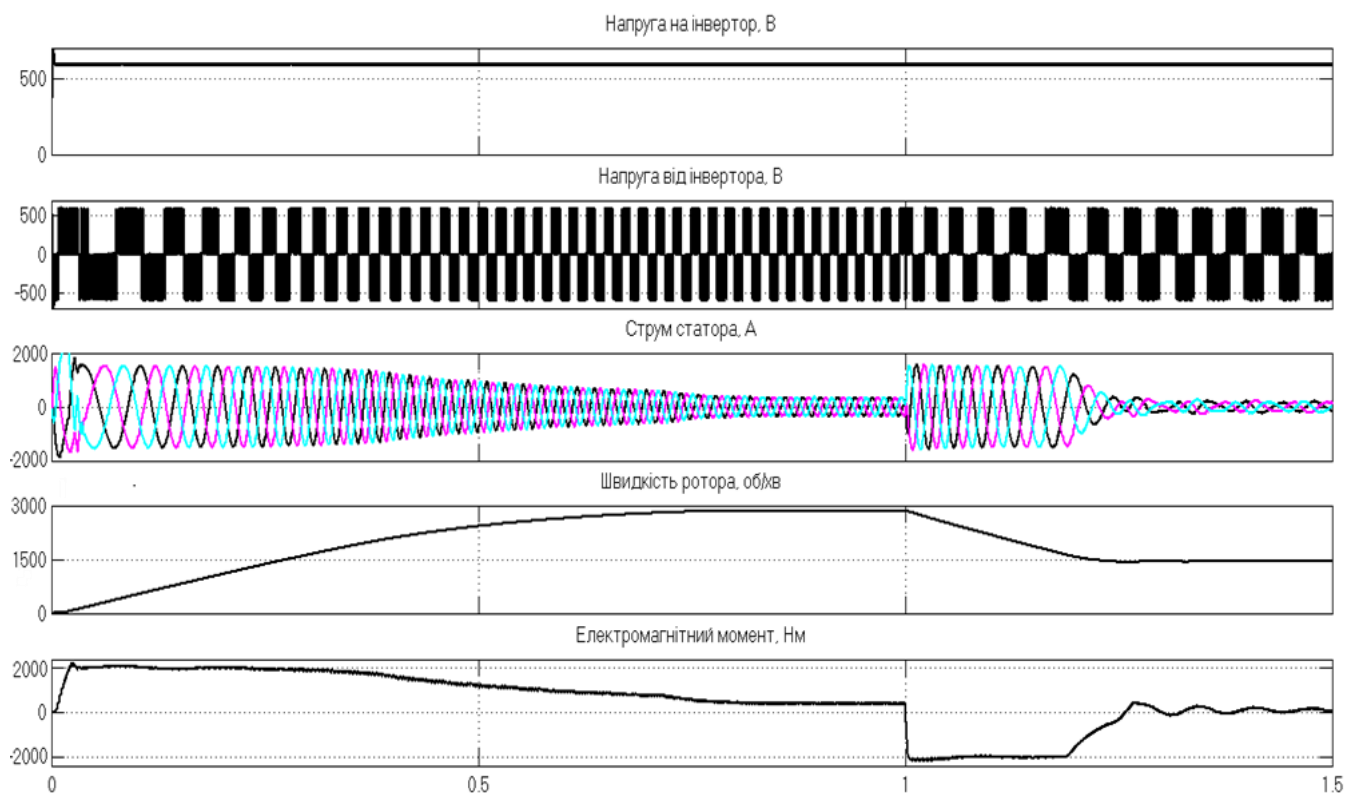 Напруга на інвертор, В
500
0
Напруга від інвертора, В
500
0
-500
Струм статора, А
2000
0
-2000
Швидкість ротора, об/хв
3000
1500
0
Електромагнітний момент, Нм
2000
0
-2000
0 0.5 1 1.5